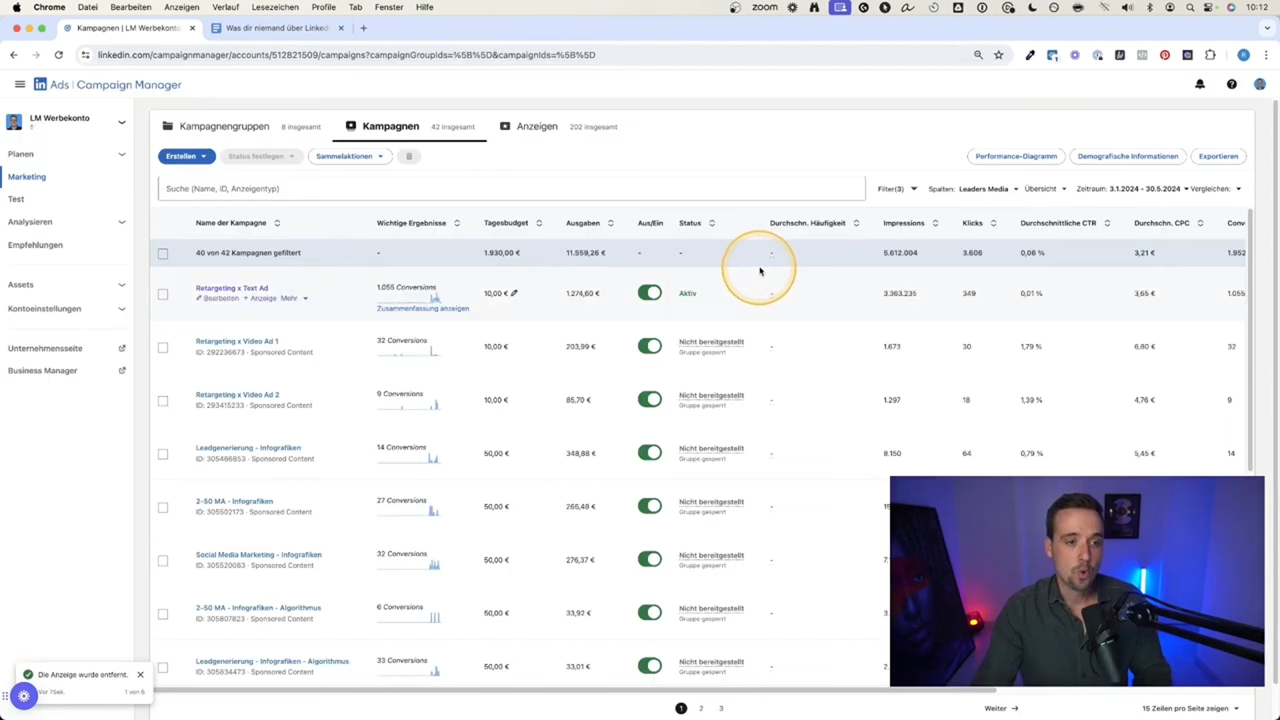 Chrome Datei Bearbeiten Anzeigen Verlauf Lesezeichen Profile Tab Fenster Hilfe zoom 10:12
Kampagnen | LM Werbekonto Was dir niemand über Linked
linkedin.com/campaignmanager/accounts/512821509/campaigns?campaignGroupIds=%5B%5D&campaignIds=%5B%5D
in Ads | Campaign Manager
LM Werbekonto
Planen
Marketing
Test
Analysieren
Empfehlungen
Assets
Kontoeinstellungen
Unternehmensseite
Business Manager
Kampagnengruppen 8 insgesamt Kampagnen 42 insgesamt Anzeigen 202 insgesamt
Erstellen Status festlegen Sammelaktionen Performance-Diagramm Demografische Informationen Exportieren
Suche (Name, ID, Anzeigentyp) Filter(3) Spalten: Leaders Media Übersicht Zeitraum: 3.1.2024 - 30.5.2024 Vergleichen:
Name der Kampagne Wichtige Ergebnisse Tagesbudget Ausgaben Aus/Ein Status Durchschn. Häufigkeit Impressions Klicks Durchschnittliche CTR Durchschn. CPC Conv
40 von 42 Kampagnen gefiltert - 1.930,00 € 11.559,26 € - - - 5.612.004 3.606 0,06 % 3,21 € 1.952
Retargeting x Text Ad 1.055 Conversions 10,00 € 1.274,60 € Aktiv - 3.363.235 349 0,01 % 3,65 € 1.055
Bearbeiten + Anzeige Mehr Zusammenfassung anzeigen
Retargeting x Video Ad 1 32 Conversions 10,00 € 203,99 € Nicht bereitgestellt - 1.673 30 1,79 % 6,80 € 32
ID: 292236673 - Sponsored Content Gruppe gesperrt
Retargeting x Video Ad 2 9 Conversions 10,00 € 85,70 € Nicht bereitgestellt - 1.297 18 1,39 % 4,76 € 9
ID: 293415233 - Sponsored Content Gruppe gesperrt
Leadgenerierung - Infografiken 14 Conversions 50,00 € 348,88 € Nicht bereitgestellt - 8.150 64 0,79 % 5,45 € 14
ID: 305466853 - Sponsored Content Gruppe gesperrt
2-50 MA - Infografiken 27 Conversions 50,00 € 265,48 € Nicht bereitgestellt -
ID: 305502173 - Sponsored Content Gruppe gesperrt
Social Media Marketing - Infografiken 32 Conversions 50,00 € 276,37 € Nicht bereitgestellt -
ID: 305520083 - Sponsored Content Gruppe gesperrt
2-50 MA - Infografiken - Algorithmus 6 Conversions 50,00 € 33,92 € Nicht bereitgestellt -
ID: 305807823 - Sponsored Content Gruppe gesperrt
Leadgenerierung - Infografiken - Algorithmus 33 Conversions 50,00 € 33,01 € Nicht bereitgestellt -
ID: 305834473 - Sponsored Content Gruppe gesperrt
Die Anzeige wurde entfernt.
1 von 6
1 2 3 Weiter 15 Zeilen pro Seite zeigen